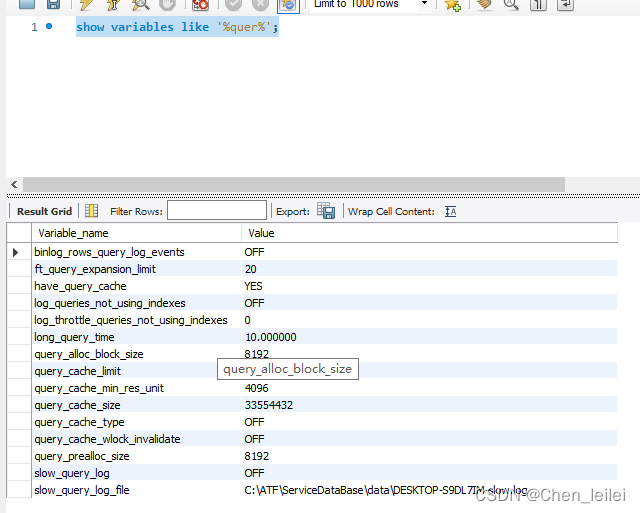 Limit to 1000 rows
1 show variables like '%quer%';
Result Grid Filter Rows: Export: Wrap Cell Content:
Variable_name Value
binlog_rows_query_log_events OFF
ft_query_expansion_limit 20
have_query_cache YES
log_queries_not_using_indexes OFF
log_throttle_queries_not_using_indexes 0
long_query_time 10.000000
query_alloc_block_size 8192
query_cache_limit
query_alloc_block_size
query_cache_min_res_unit 4096
query_cache_size 33554432
query_cache_type OFF
query_cache_wlock_invalidate OFF
query_prealloc_size 8192
slow_query_log OFF
slow_query_log_file C:\ATF\ServiceDataBase\data\DESKTOP-S9DL7IM-slow.log
CSDN @Chen_leilei